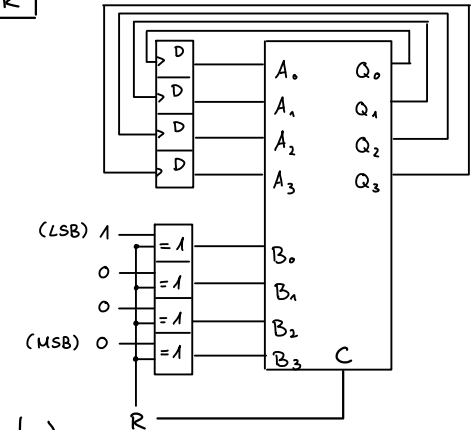 R
D
A₀ Q₀
D
A₁ Q₁
D
A₂ Q₂
D
A₃ Q₃
(LSB) 1
= 1 B₀
0
= 1 B₁
0
= 1 B₂
(MSB) 0
= 1 B₃ C
R